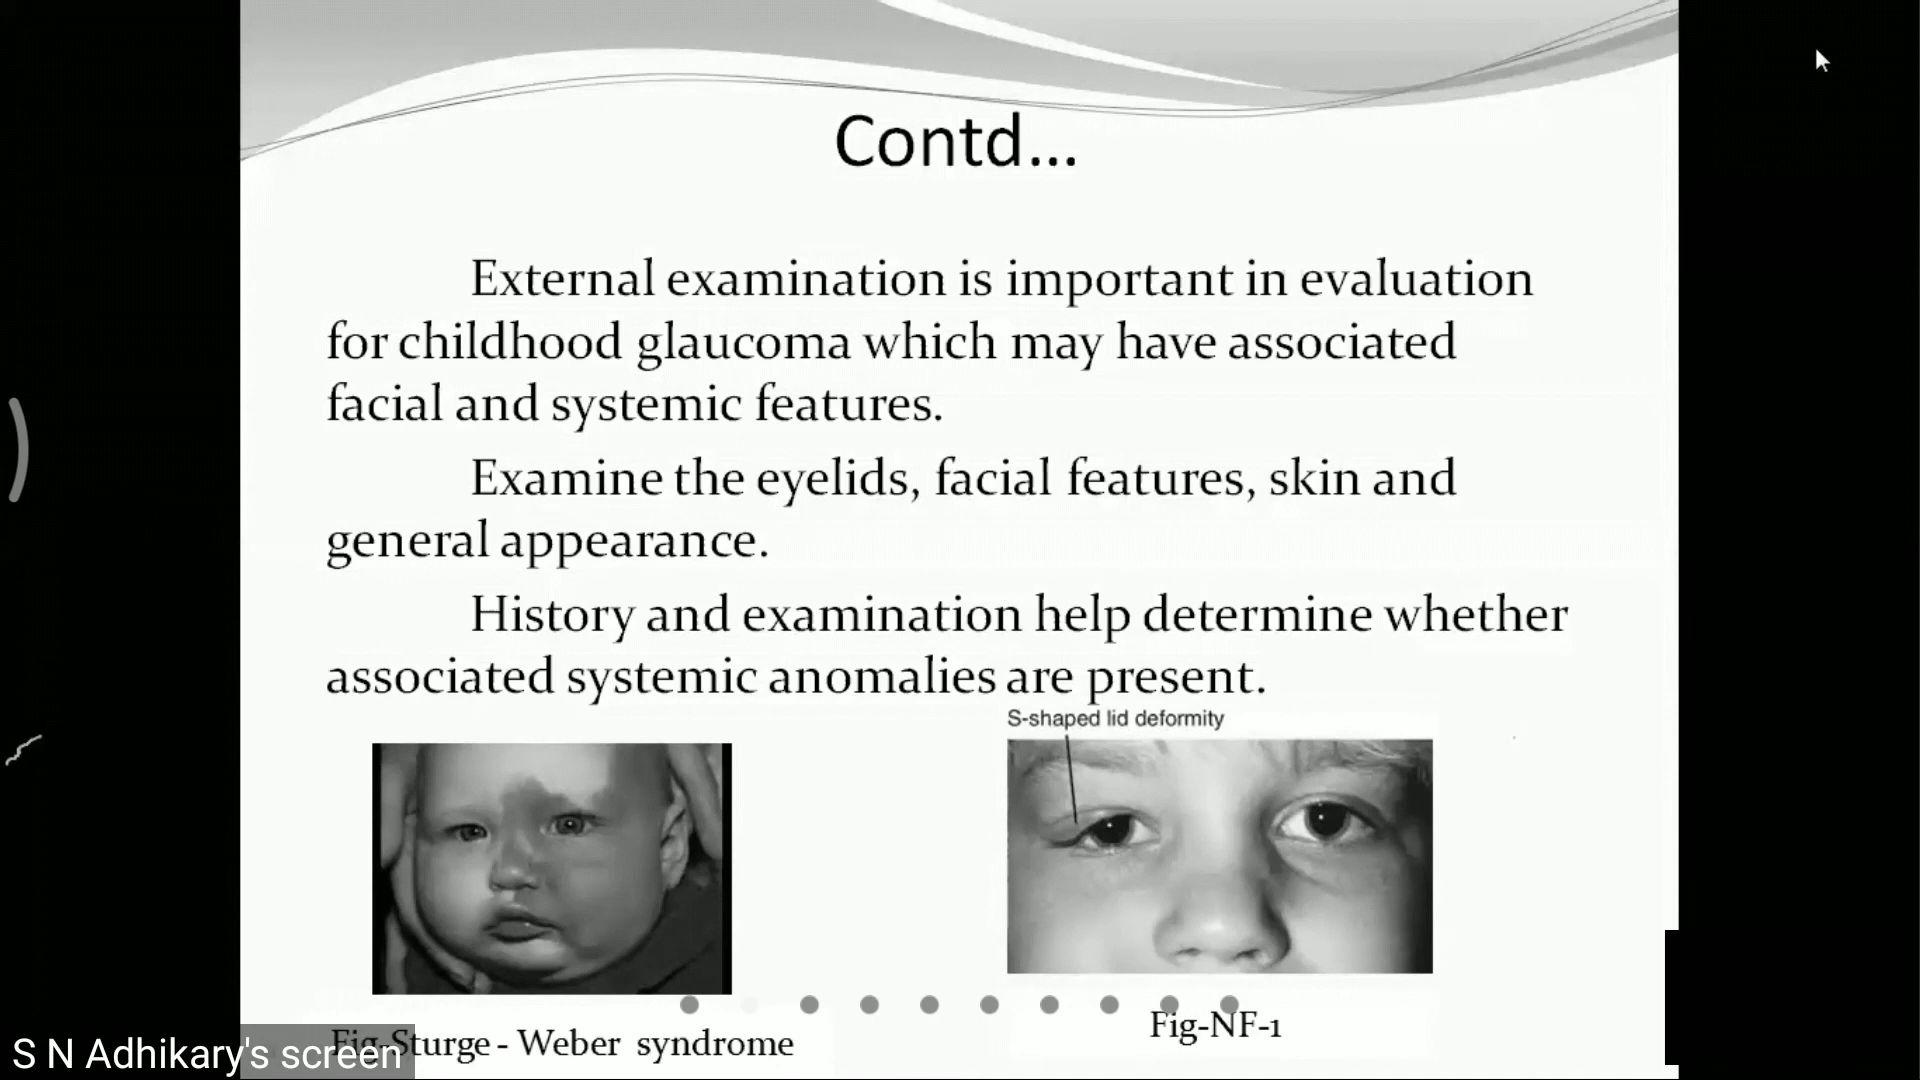 Contd...
External examination is important in evaluation
for childhood glaucoma which may have associated
facial and systemic features.
Examine the eyelids, facial features, skin and
general appearance.
History and examination help determine whether
associated systemic anomalies are present.
S-shaped lid deformity
Fig-NF-1
Fig-Sturge - Weber syndrome
S N Adhikary's screen